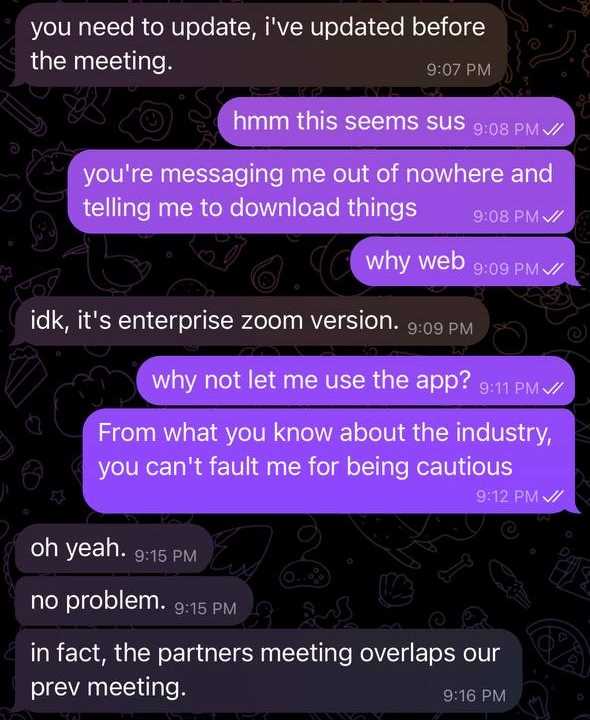 you need to update, i've updated before
the meeting.
9:07 PM
hmm this seems sus 9:08 PM
you're messaging me out of nowhere and
telling me to download things 9:08 PM
why web 9:09 PM
idk, it's enterprise zoom version. 9:09 PM
why not let me use the app? 9:11 PM
From what you know about the industry,
you can't fault me for being cautious
9:12 PM
oh yeah. 9:15 PM
no problem. 9:15 PM
in fact, the partners meeting overlaps our
prev meeting. 9:16 PM